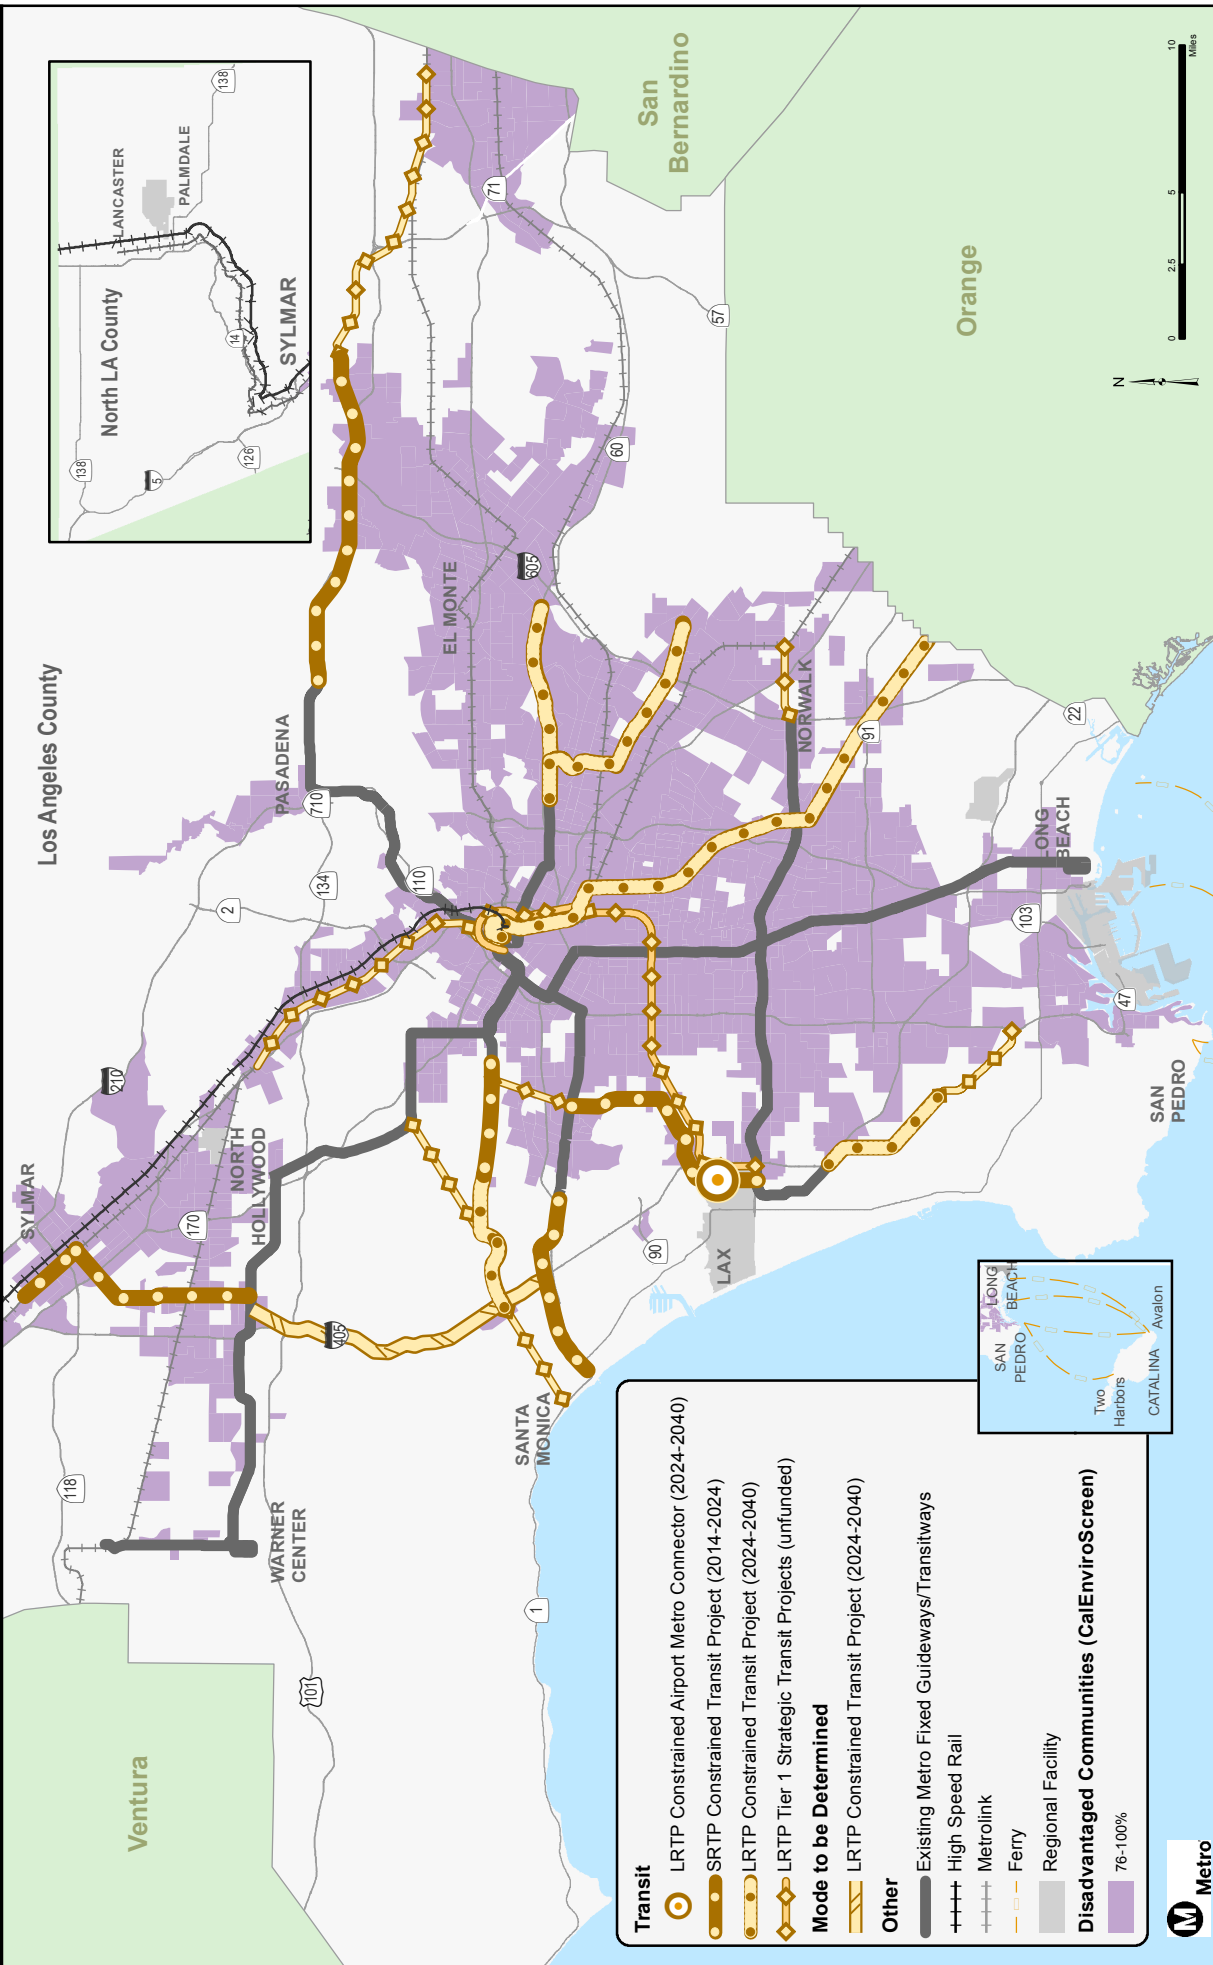 Los Angeles County
Ventura
San
Bernardino
Orange
138
LANCASTER
PALMDALE
North LA County
14
SYLMAR
138
5
126
SYLMAR
118
210
2
170
NORTH
HOLLYWOOD
134
PASADENA
710
110
WARNER
CENTER
101
405
EL MONTE
605
60
71
57
1
SANTA
MONICA
90
LAX
NORWALK
91
22
LONG
BEACH
103
47
SAN
PEDRO
N
0
2.5
5
10
Miles
LONG
BEACH
SAN
PEDRO
Avalon
Two
Harbors
CATALINA
Transit
LRTP Constrained Airport Metro Connector (2024-2040)
SRTP Constrained Transit Project (2014-2024)
LRTP Constrained Transit Project (2024-2040)
LRTP Tier 1 Strategic Transit Projects (unfunded)
Mode to be Determined
LRTP Constrained Transit Project (2024-2040)
Other
Existing Metro Fixed Guideways/Transitways
High Speed Rail
Metrolink
Ferry
Regional Facility
Disadvantaged Communities (CalEnviroScreen)
76-100%
M
Metro